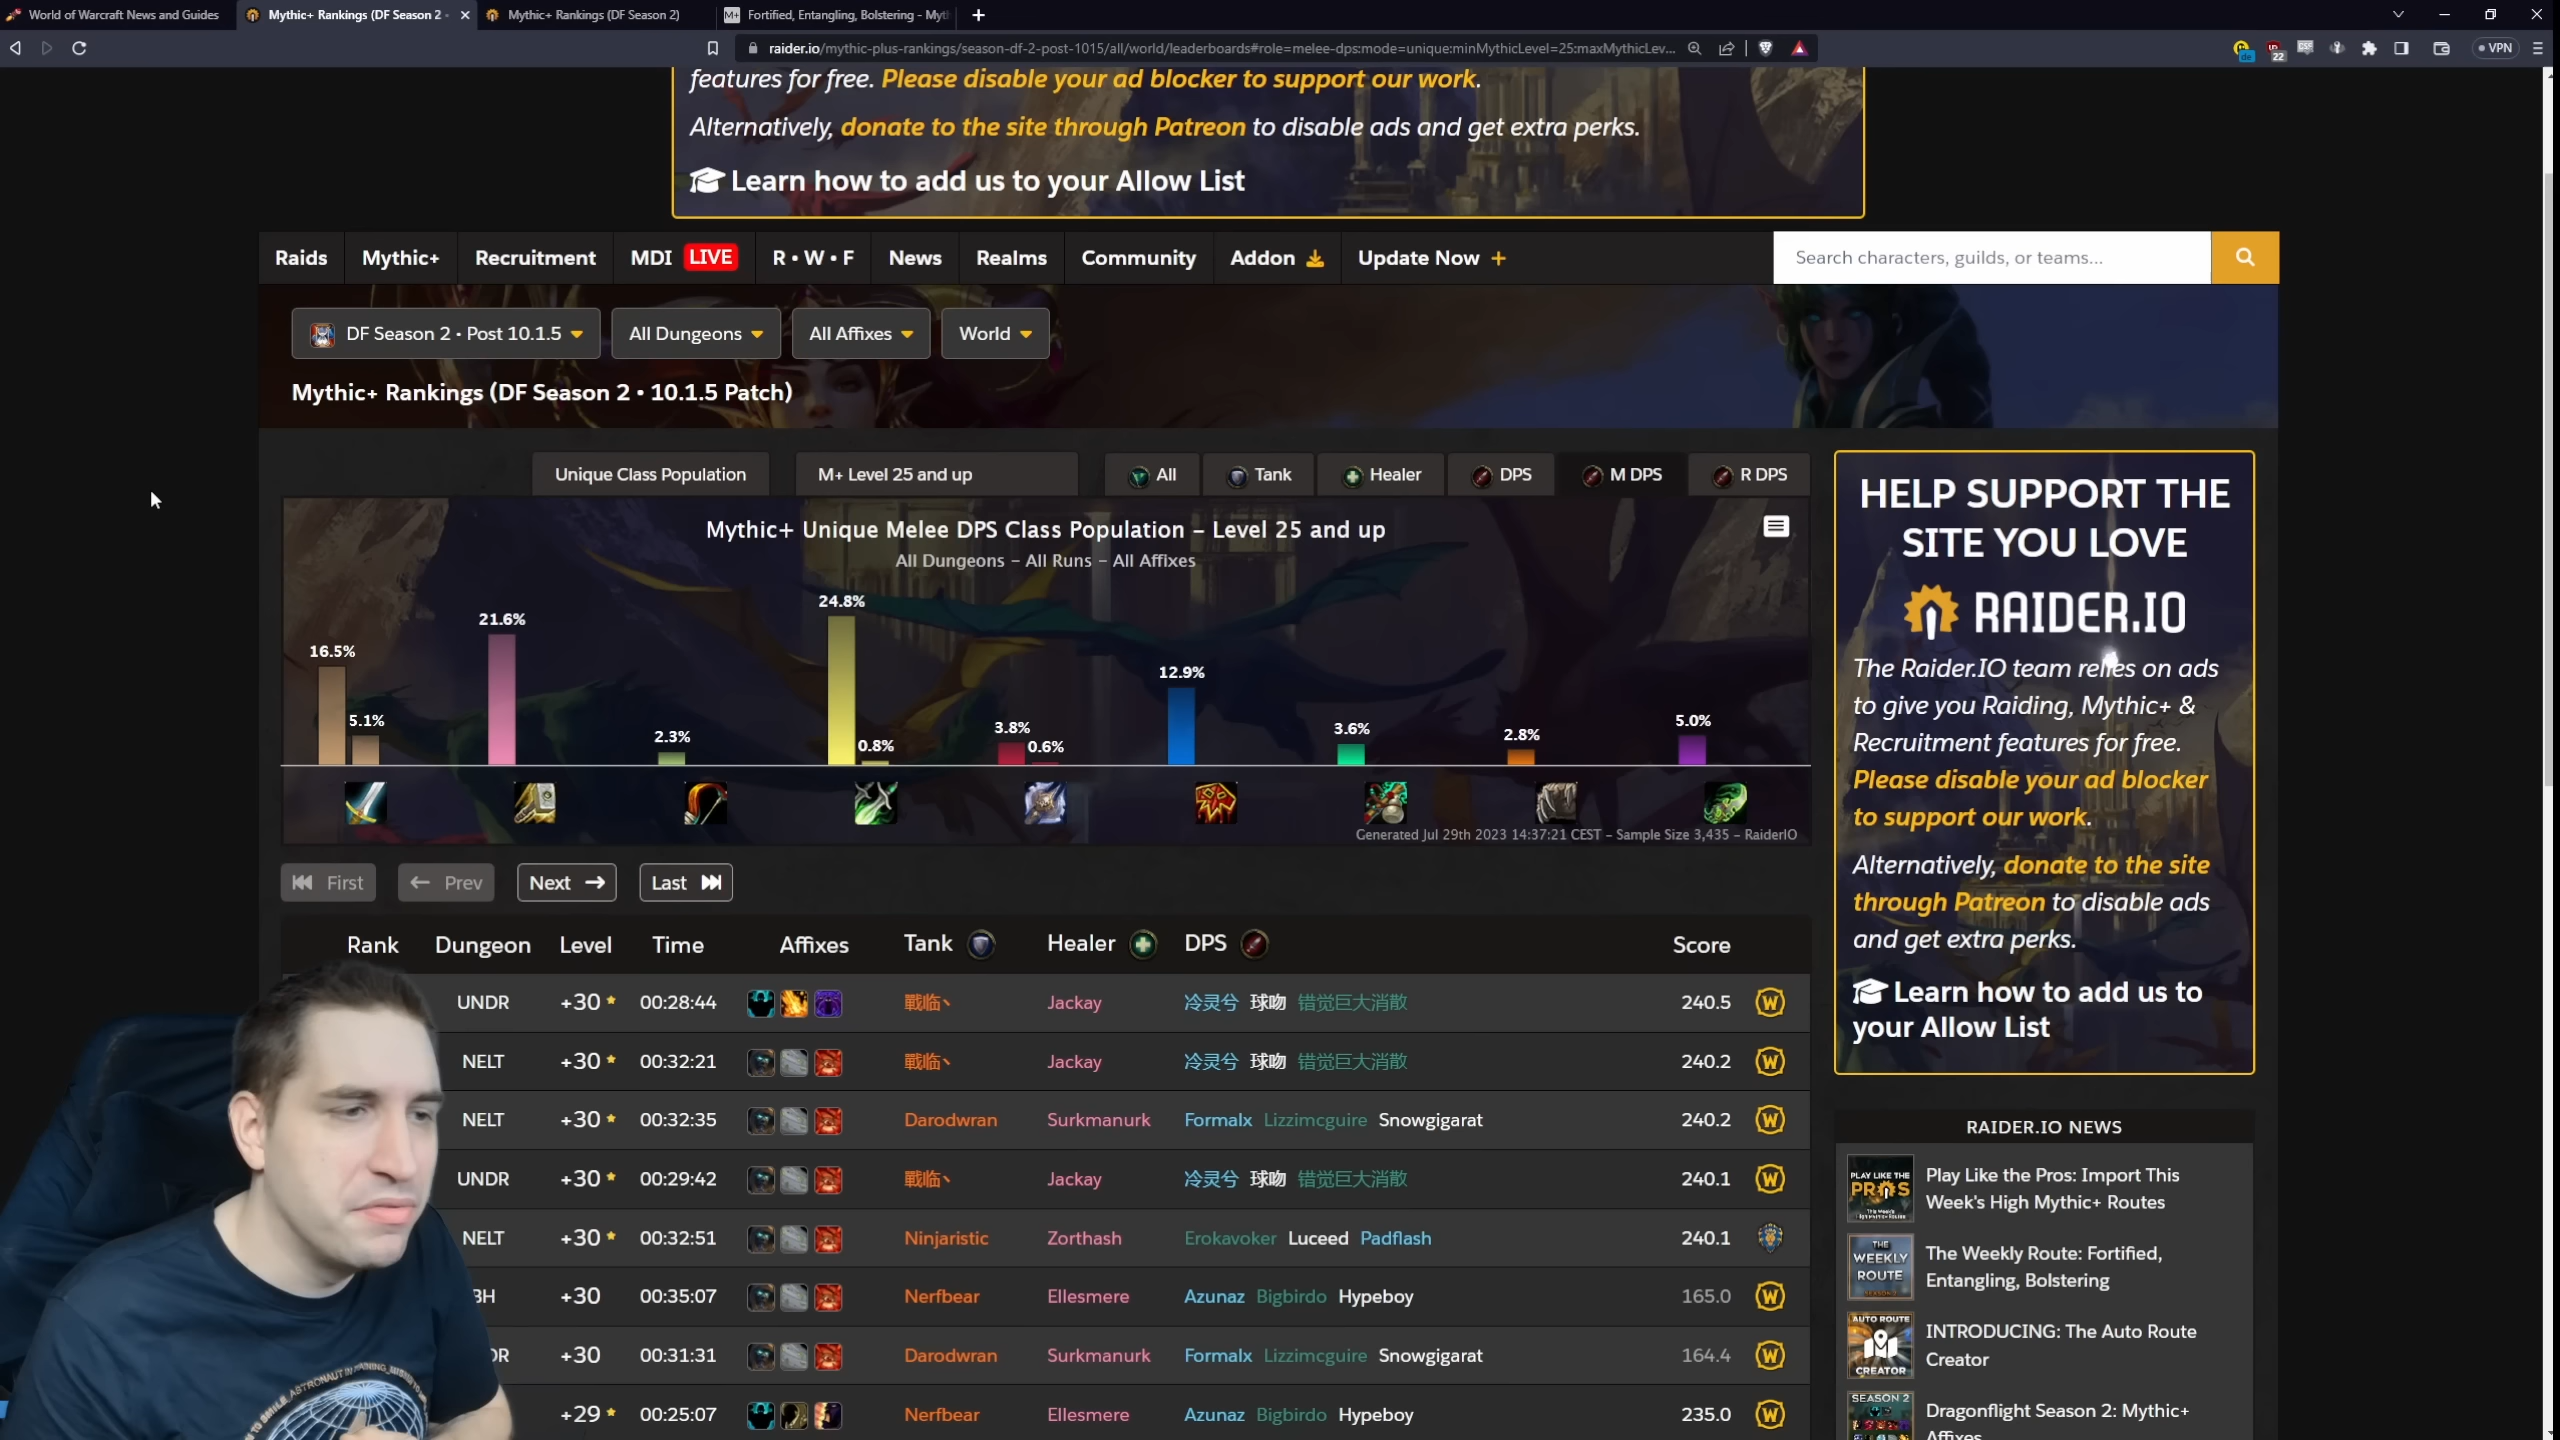 World of Warcraft News and Guides
Mythic+ Rankings (DF Season 2 -
Mythic+ Rankings (DF Season 2)
Fortified, Entangling, Bolstering - Myt
raider.io/mythic-plus-rankings/season-df-2-post-1015/all/world/leaderboards#role=melee-dps:mode=unique:minMythicLevel=25:maxMythicLev...
22
VPN
features for free. Please disable your ad blocker to support our work.
Alternatively, donate to the site through Patreon to disable ads and get extra perks.
Learn how to add us to your Allow List
Raids Mythic+ Recruitment MDI LIVE R • W • F News Realms Community Addon Update Now +
Search characters, guilds, or teams...
DF Season 2 • Post 10.1.5 All Dungeons All Affixes World
Mythic+ Rankings (DF Season 2 • 10.1.5 Patch)
Unique Class Population M+ Level 25 and up All Tank Healer DPS M DPS R DPS
Mythic+ Unique Melee DPS Class Population – Level 25 and up
All Dungeons – All Runs – All Affixes
16.5% 5.1% 21.6% 2.3% 24.8% 0.8% 3.8% 0.6% 12.9% 3.6% 2.8% 5.0%
Generated Jul 29th 2023 14:37:21 CEST – Sample Size 3,435 – RaiderIO
First Prev Next Last
Rank Dungeon Level Time Affixes Tank Healer DPS Score
UNDR +30 00:28:44 戰临丶 Jackay 冷灵兮 球吻 错觉巨大消散 240.5
NELT +30 00:32:21 戰临丶 Jackay 冷灵兮 球吻 错觉巨大消散 240.2
NELT +30 00:32:35 Darodwran Surkmanurk Formalx Lizzimcguire Snowgigarat 240.2
UNDR +30 00:29:42 戰临丶 Jackay 冷灵兮 球吻 错觉巨大消散 240.1
NELT +30 00:32:51 Ninjaristic Zorthash Erokavoker Luceed Padflash 240.1
BH +30 00:35:07 Nerfbear Ellesmere Azunaz Bigbirdo Hypeboy 165.0
DR +30 00:31:31 Darodwran Surkmanurk Formalx Lizzimcguire Snowgigarat 164.4
+29 00:25:07 Nerfbear Ellesmere Azunaz Bigbirdo Hypeboy 235.0
HELP SUPPORT THE
SITE YOU LOVE
RAIDER.IO
The Raider.IO team relies on ads
to give you Raiding, Mythic+ &
Recruitment features for free.
Please disable your ad blocker
to support our work.
Alternatively, donate to the site
through Patreon to disable ads
and get extra perks.
Learn how to add us to
your Allow List
RAIDER.IO NEWS
PLAY LIKE THE
PROS
Play Like the Pros: Import This
Week's High Mythic+ Routes
THE
WEEKLY
ROUTE
The Weekly Route: Fortified,
Entangling, Bolstering
AUTO ROUTE
CREATOR
INTRODUCING: The Auto Route
Creator
SEASON 2
Dragonflight Season 2: Mythic+
Affixes